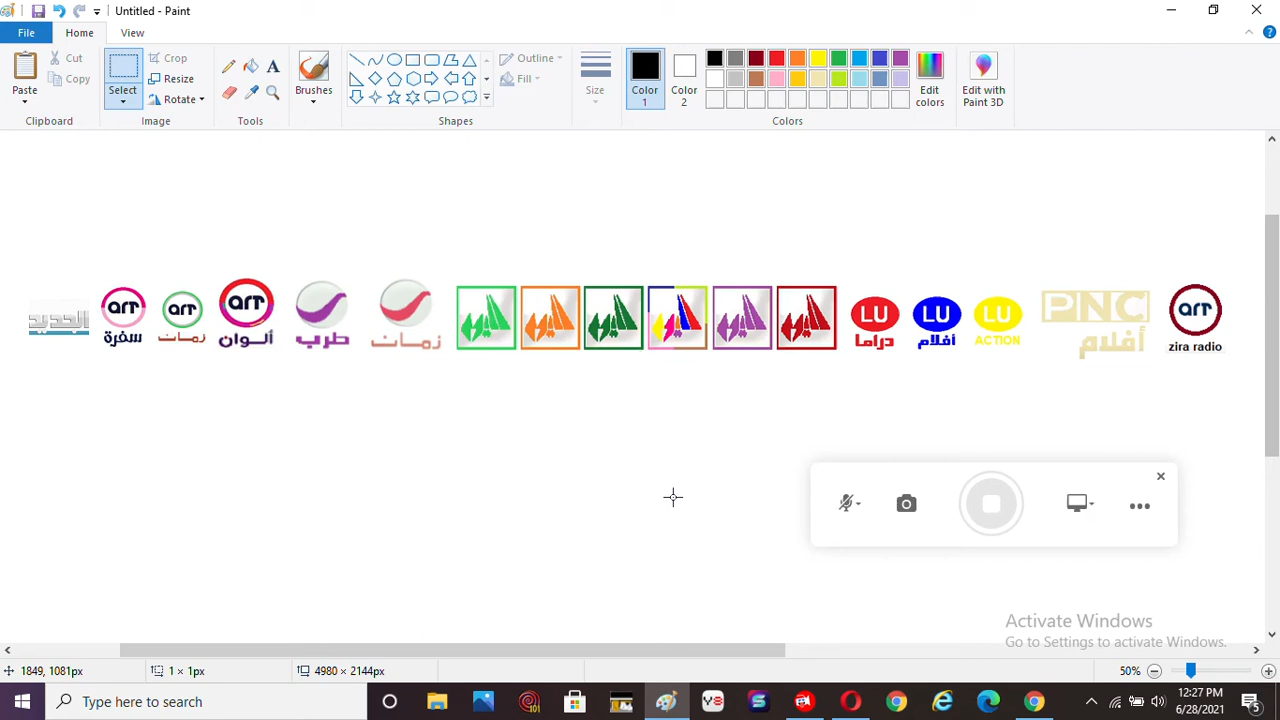 Untitled - Paint
File
Home
View
Paste
Cut
Copy
Clipboard
Select
Crop
Resize
Rotate
Image
Tools
Brushes
Shapes
Outline
Fill
Size
Color 1
Color 2
Edit colors
Colors
Edit with Paint 3D
الجديد
art سفرة
art زمان
art ألوان
طرب
زمان
LU دراما
LU أفلام
LU ACTION
PNC أفلام
art zira radio
Activate Windows
Go to Settings to activate Windows.
1849, 1081px
1 × 1px
4980 × 2144px
50%
Type here to search
101
12:27 PM
6/28/2021
5